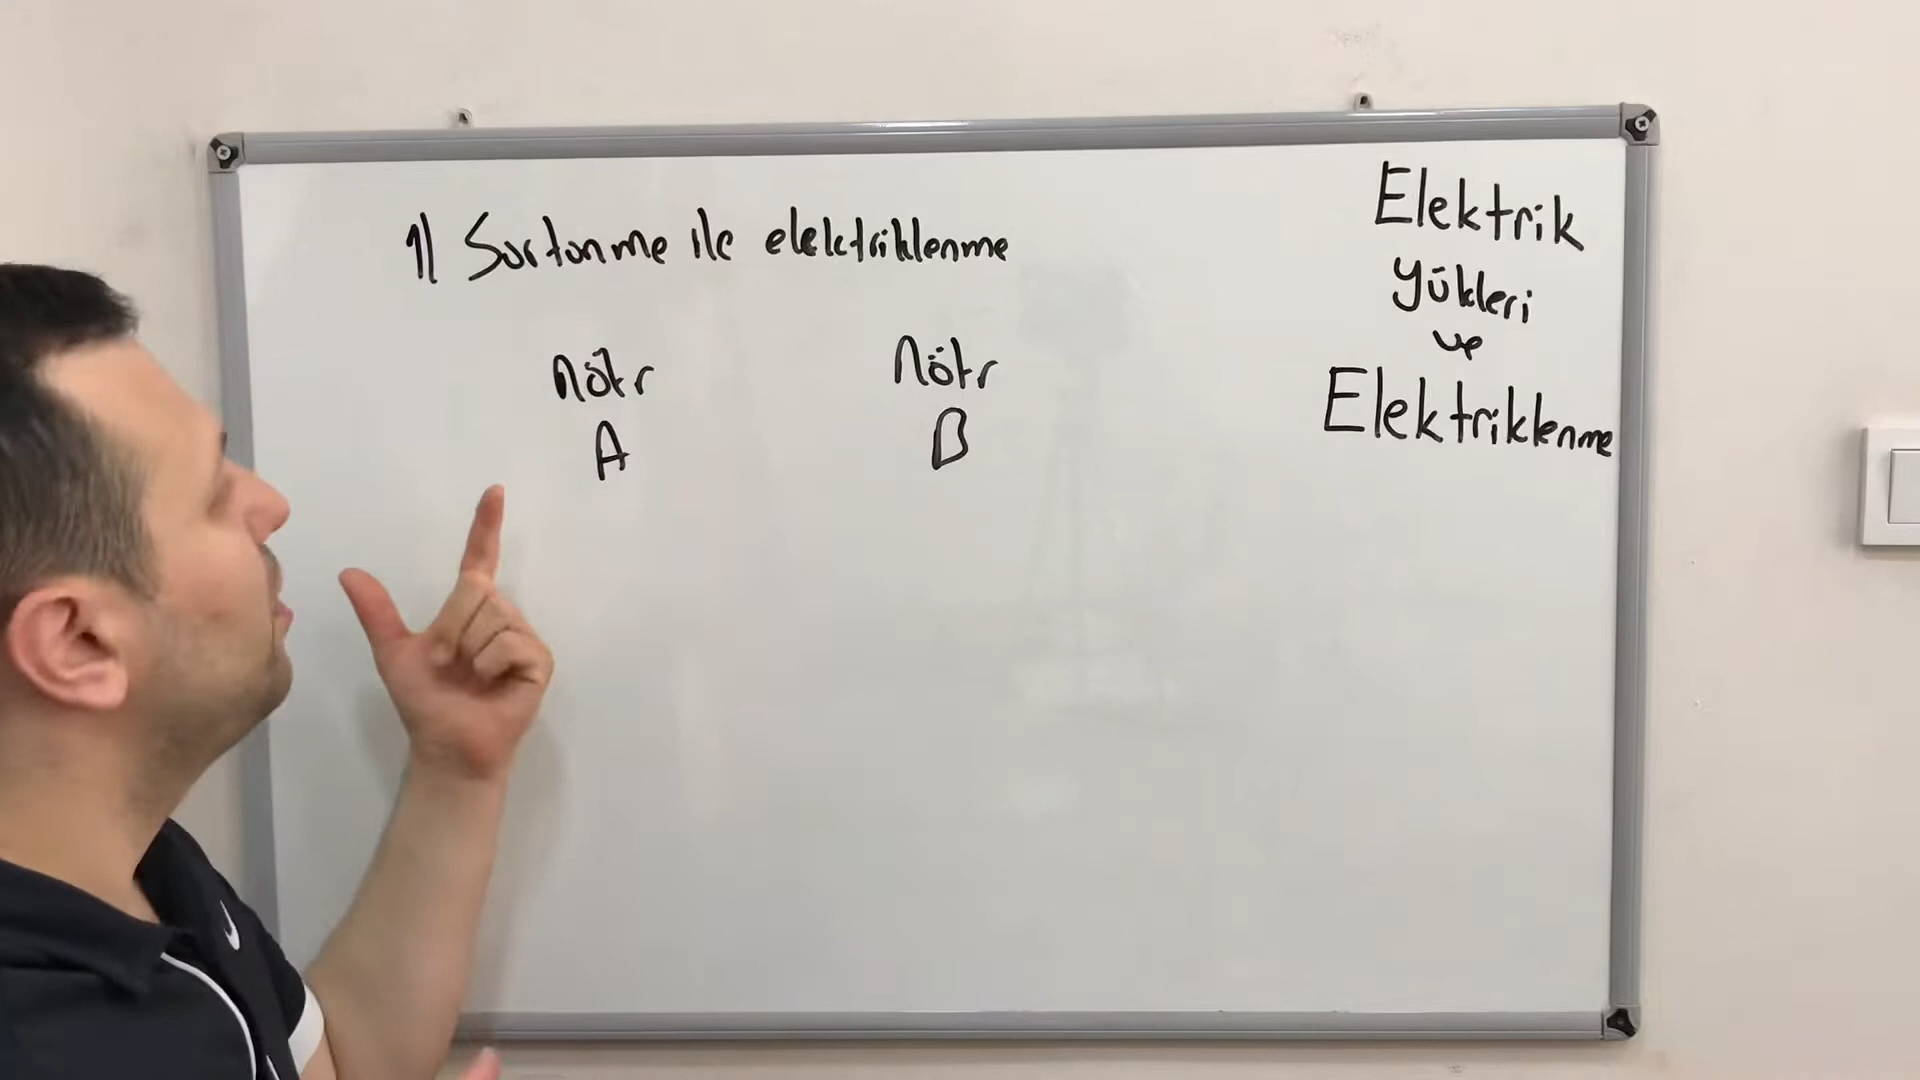 1) Sürtünme ile elektriklenme
nötr nötr
A B
Elektrik
yükleri
ve
Elektriklenme